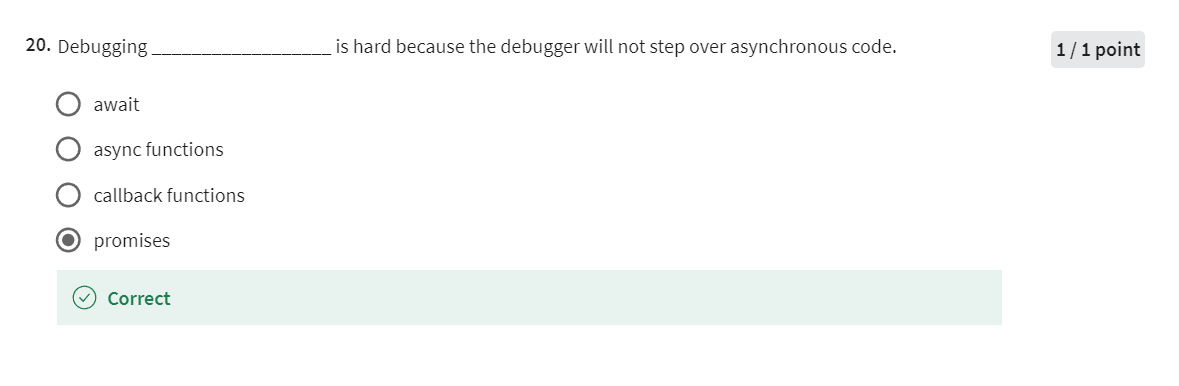 20. Debugging __________________ is hard because the debugger will not step over asynchronous code.
1 / 1 point
await
async functions
callback functions
promises
Correct